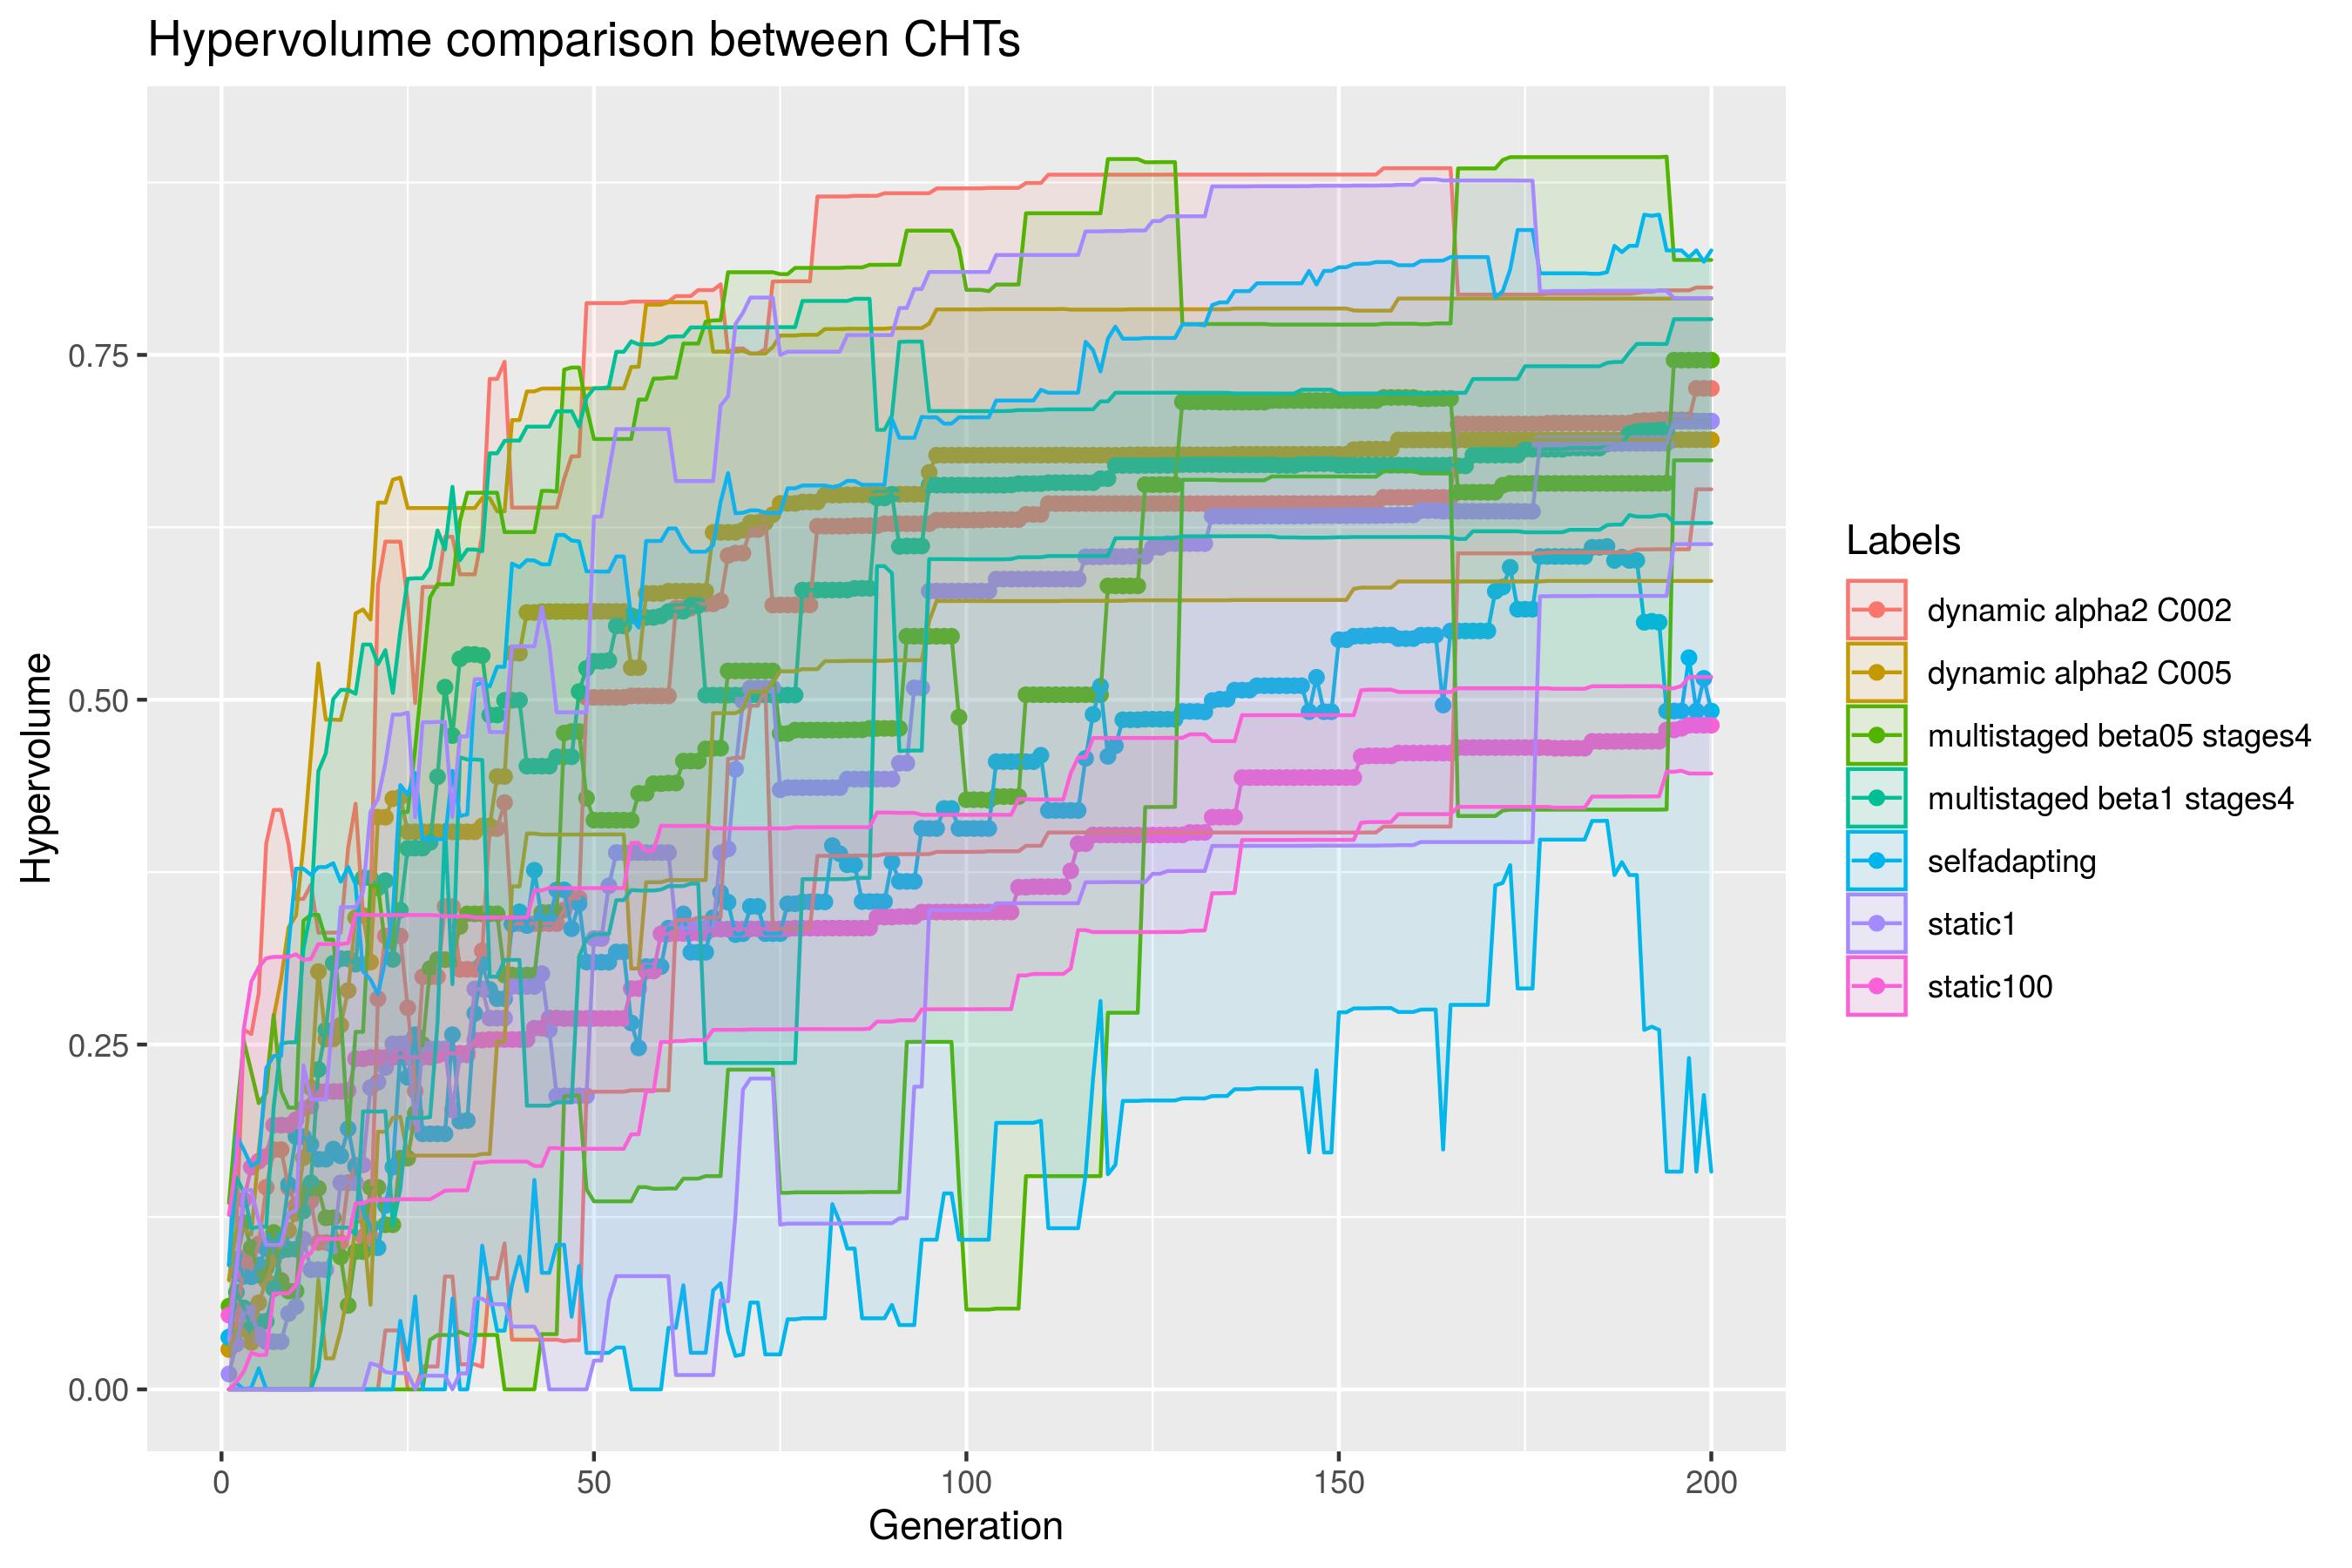 Hypervolume comparison between CHTs
Hypervolume
0.75
0.50
0.25
0.00
0
50
100
150
200
Generation
Labels
dynamic alpha2 C002
dynamic alpha2 C005
multistaged beta05 stages4
multistaged beta1 stages4
selfadapting
static1
static100